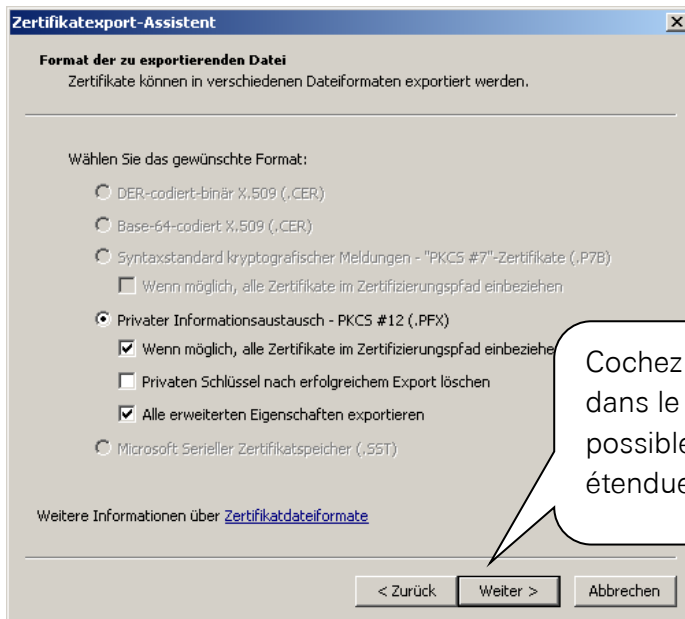 Zertifikatexport-Assistent
Format der zu exportierenden Datei
Zertifikate können in verschiedenen Dateiformaten exportiert werden.
Wählen Sie das gewünschte Format:
DER-codiert-binär X.509 (.CER)
Base-64-codiert X.509 (.CER)
Syntaxstandard kryptografischer Meldungen - "PKCS #7"-Zertifikate (.P7B)
Wenn möglich, alle Zertifikate im Zertifizierungspfad einbeziehen
Privater Informationsaustausch - PKCS #12 (.PFX)
Wenn möglich, alle Zertifikate im Zertifizierungspfad einbeziehe
Privaten Schlüssel nach erfolgreichem Export löschen
Alle erweiterten Eigenschaften exportieren
Microsoft Serieller Zertifikatspeicher (.SST)
Weitere Informationen über Zertifikatdateiformate
< Zurück
Weiter >
Abbrechen
Cochez
dans le
possible
étendue